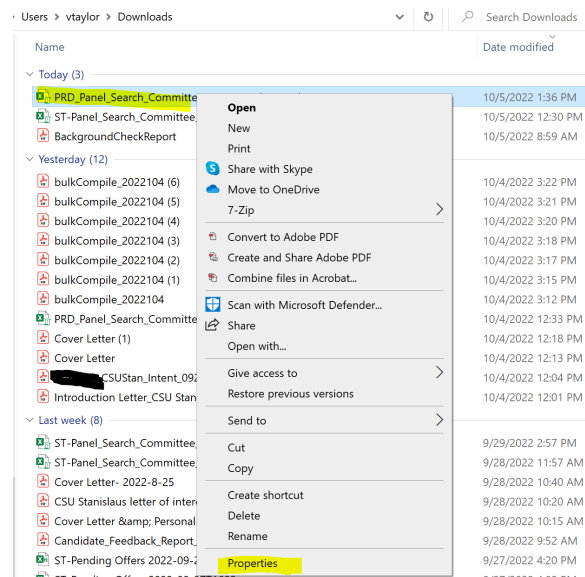 Users > vtaylor > Downloads
Search Downloads
Name Date modified
Today (3)
PRD_Panel_Search_Committe 10/5/2022 1:36 PM
ST-Panel_Search_Committee 10/5/2022 12:30 PM
BackgroundCheckReport 10/5/2022 8:59 AM
Yesterday (12)
bulkCompile_2022104 (6) 10/4/2022 3:22 PM
bulkCompile_2022104 (5) 10/4/2022 3:21 PM
bulkCompile_2022104 (4) 10/4/2022 3:20 PM
bulkCompile_2022104 (3) 10/4/2022 3:18 PM
bulkCompile_2022104 (2) 10/4/2022 3:17 PM
bulkCompile_2022104 (1) 10/4/2022 3:15 PM
bulkCompile_2022104 10/4/2022 3:12 PM
PRD_Panel_Search_Committe 10/4/2022 12:33 PM
Cover Letter (1) 10/4/2022 12:18 PM
Cover Letter 10/4/2022 12:13 PM
CSUStan_Intent_092 10/4/2022 12:04 PM
Introduction Letter_CSU Stan 10/4/2022 12:01 PM
Last week (8)
ST-Panel_Search_Committee_ 9/29/2022 2:57 PM
ST-Panel_Search_Committee_ 9/28/2022 11:57 AM
Cover Letter- 2022-8-25 9/28/2022 10:40 AM
CSU Stanislaus letter of inter 9/28/2022 10:20 AM
Cover Letter &amp; Personal 9/28/2022 10:15 AM
Candidate_Feedback_Report_ 9/28/2022 9:52 AM
ST-Pending Offers 2022-09-2 9/27/2022 4:20 PM
Open
New
Print
Share with Skype
Move to OneDrive
7-Zip
Convert to Adobe PDF
Create and Share Adobe PDF
Combine files in Acrobat...
Scan with Microsoft Defender...
Share
Open with...
Give access to
Restore previous versions
Send to
Cut
Copy
Create shortcut
Delete
Rename
Properties